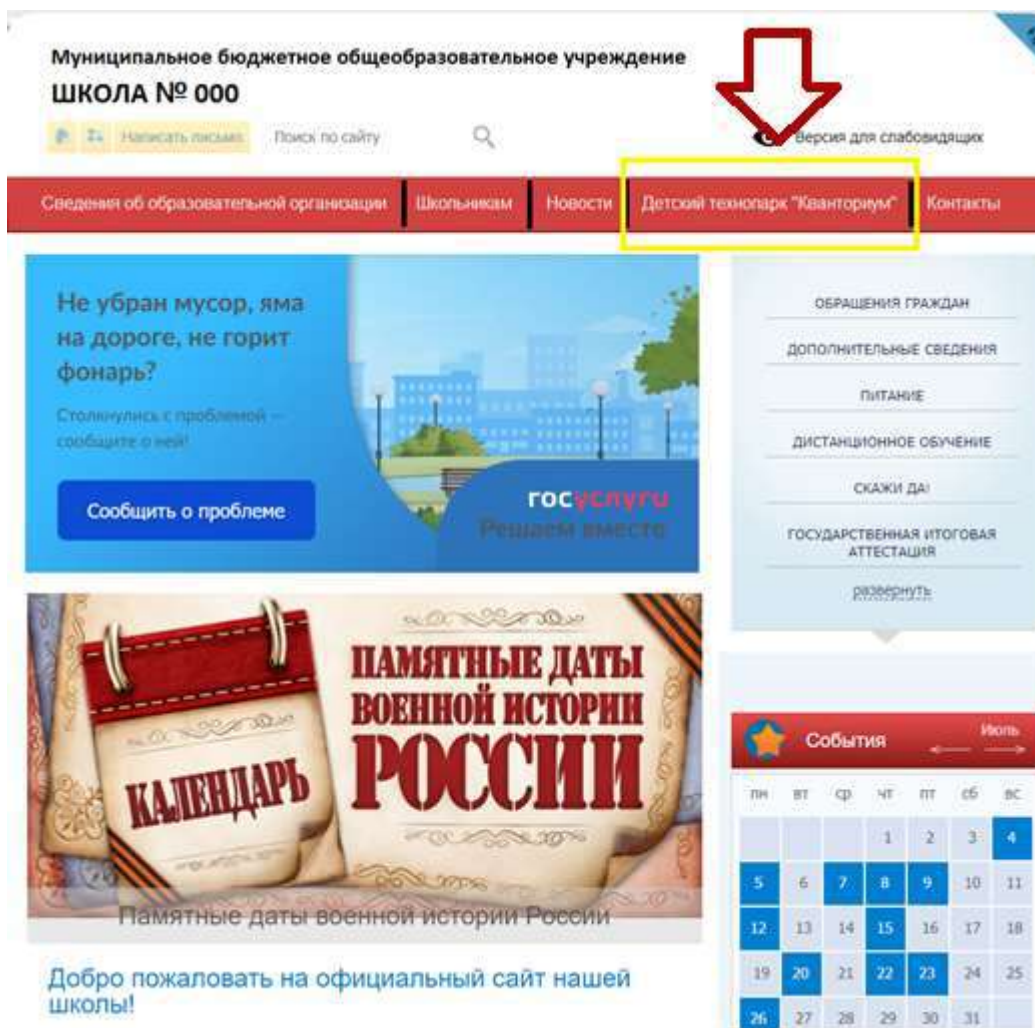 Муниципальное бюджетное общеобразовательное учреждение
ШКОЛА № 000
Написать письмо Поиск по сайту
Версия для слабовидящих
Сведения об образовательной организации Школьникам Новости Детский технопарк "Кванториум" Контакты
Не убран мусор, яма
на дороге, не горит
фонарь?
Столкнулись с проблемой —
сообщите о ней!
Сообщить о проблеме
госуслуги
Решаем вместе
ОБРАЩЕНИЯ ГРАЖДАН
ДОПОЛНИТЕЛЬНЫЕ СВЕДЕНИЯ
ПИТАНИЕ
ДИСТАНЦИОННОЕ ОБУЧЕНИЕ
СКАЖИ ДА!
ГОСУДАРСТВЕННАЯ ИТОГОВАЯ
АТТЕСТАЦИЯ
развернуть
КАЛЕНДАРЬ
ПАМЯТНЫЕ ДАТЫ
ВОЕННОЙ ИСТОРИИ
РОССИИ
Памятные даты военной истории России
Добро пожаловать на официальный сайт нашей
школы!
События
Июль
пн вт ср чт пт сб вс
1 2 3 4
5 6 7 8 9 10 11
12 13 14 15 16 17 18
19 20 21 22 23 24 25
26 27 28 29 30 31